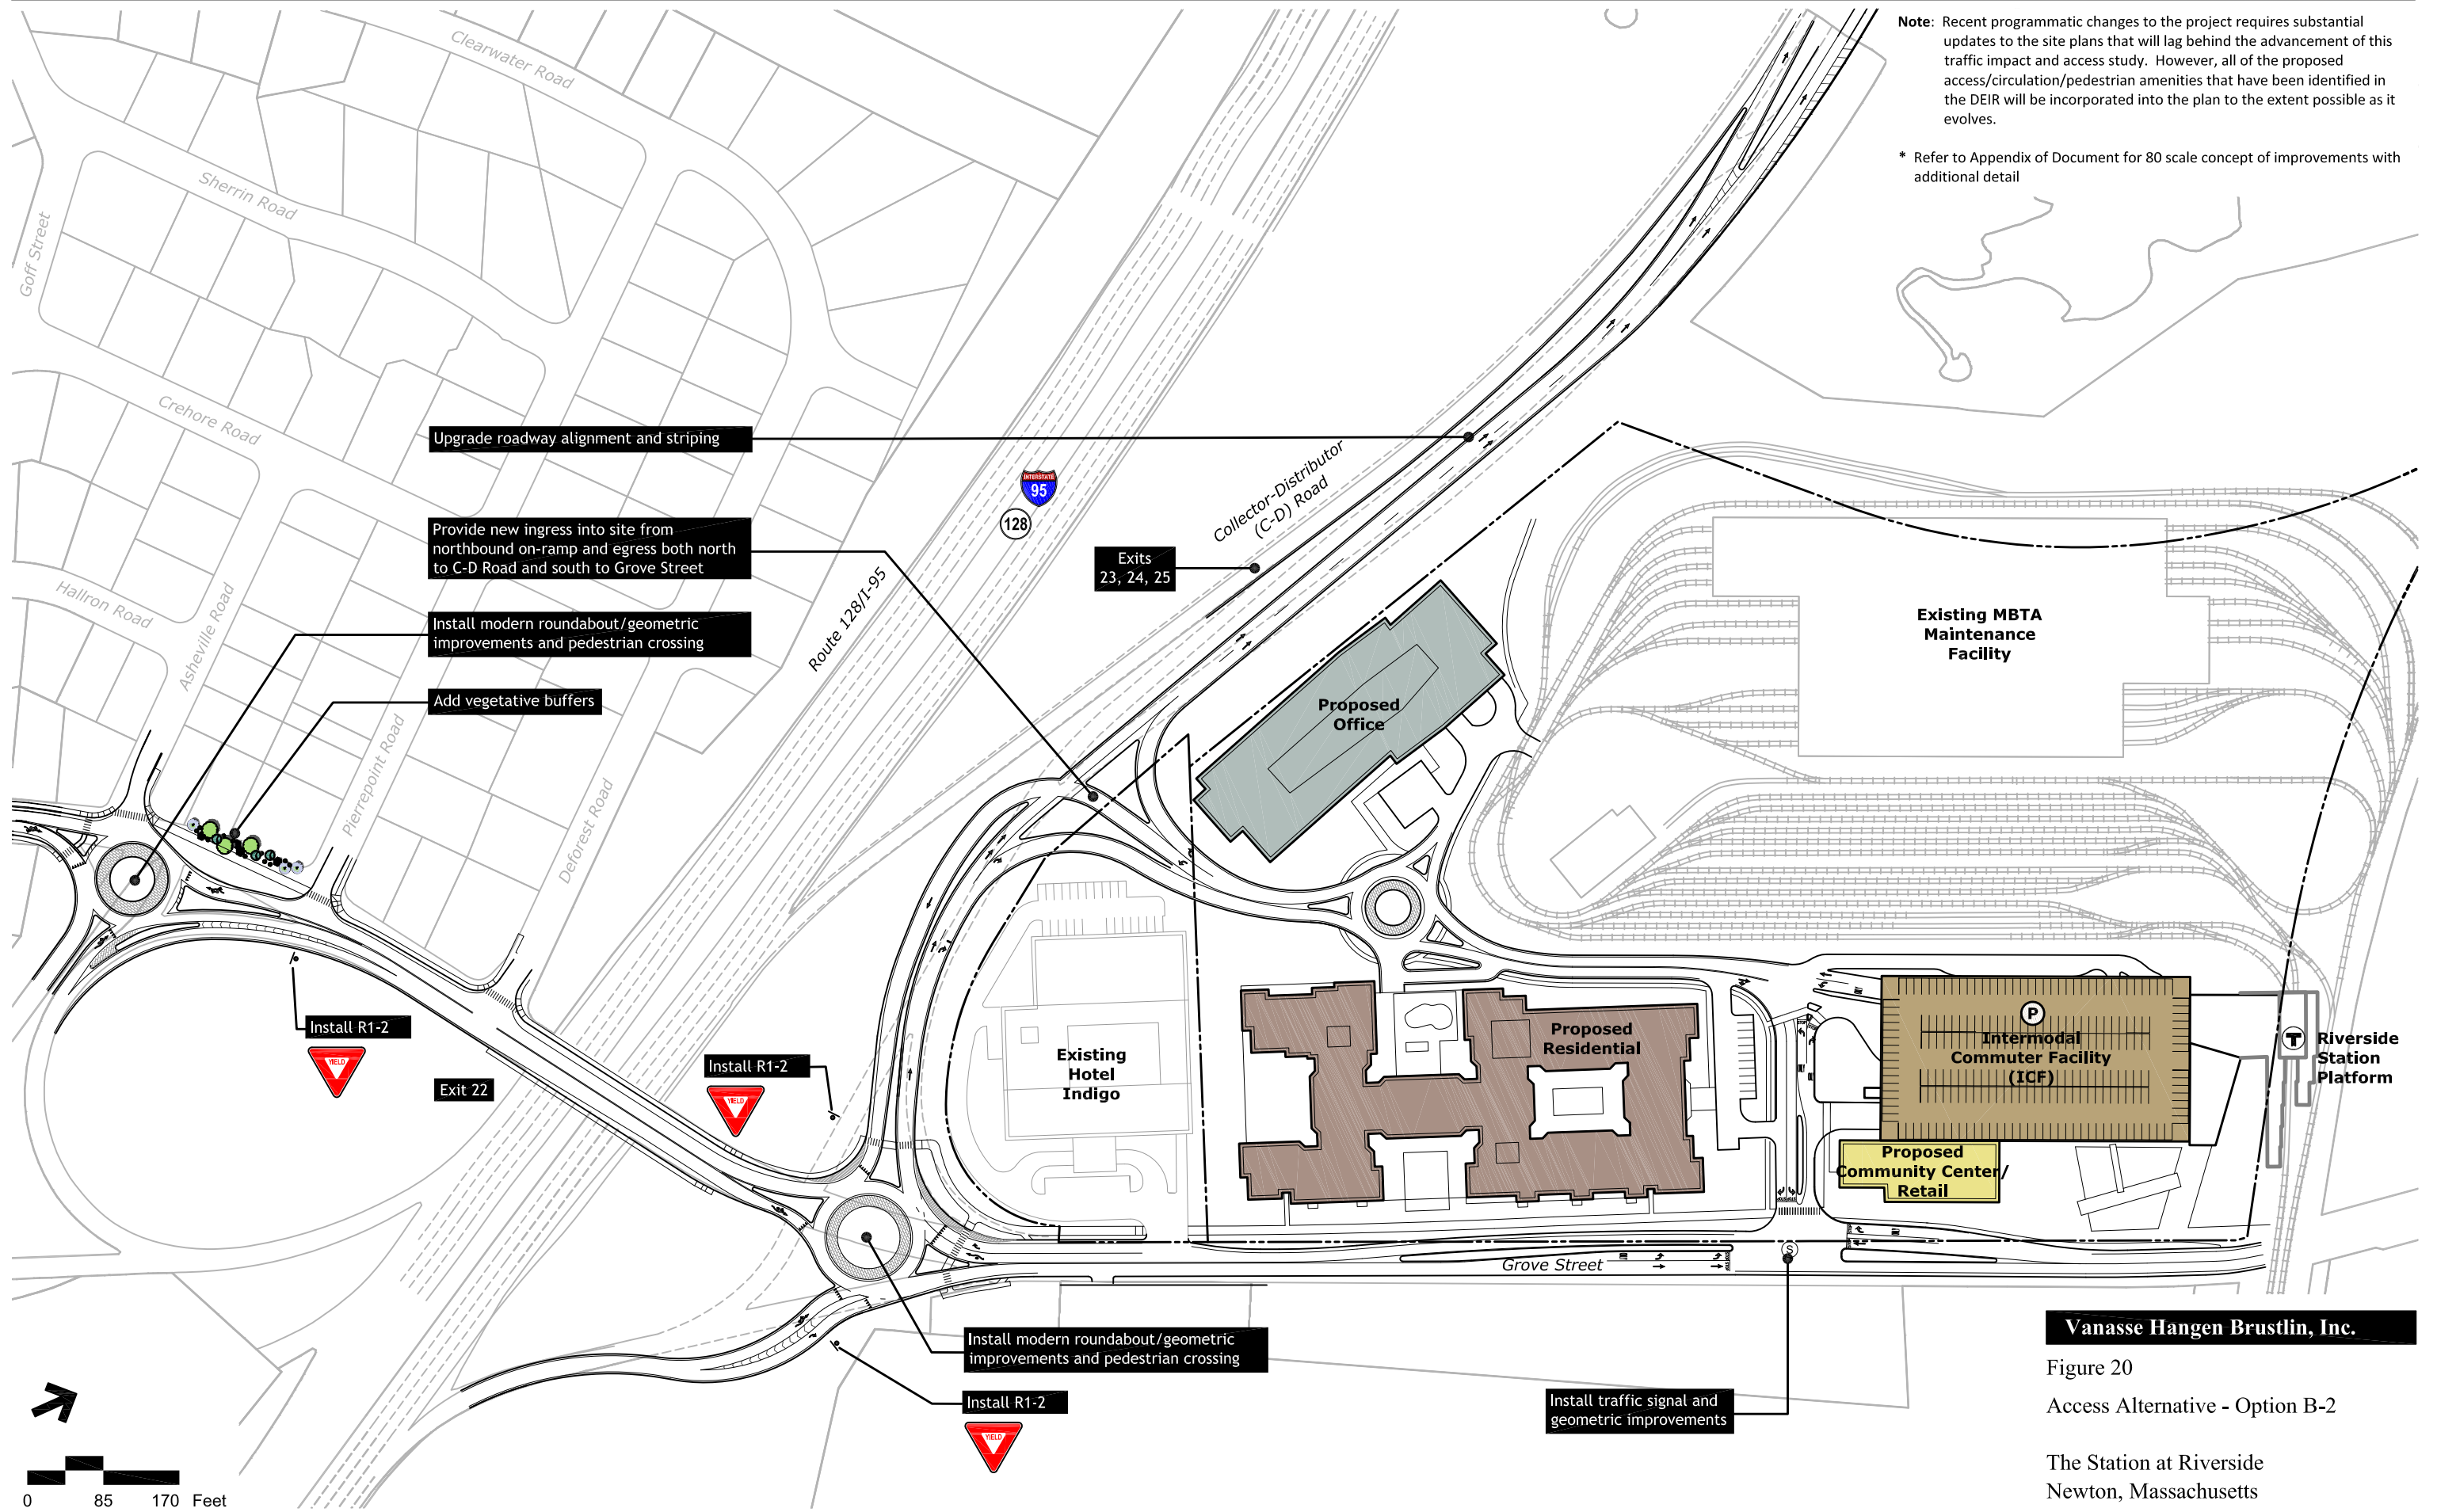 Note: Recent programmatic changes to the project requires substantial
updates to the site plans that will lag behind the advancement of this
traffic impact and access study. However, all of the proposed
access/circulation/pedestrian amenities that have been identified in
the DEIR will be incorporated into the plan to the extent possible as it
evolves.
* Refer to Appendix of Document for 80 scale concept of improvements with
additional detail
Clearwater Road
Sherrin Road
Goff Street
Crehore Road
Hallron Road
Asheville Road
Pierrepoint Road
Deforest Road
Upgrade roadway alignment and striping
INTERSTATE
95
128
Route 128/I-95
Collector-Distributor
(C-D) Road
Exits
23, 24, 25
Provide new ingress into site from
northbound on-ramp and egress both north
to C-D Road and south to Grove Street
Install modern roundabout/geometric
improvements and pedestrian crossing
Add vegetative buffers
Existing MBTA
Maintenance
Facility
Proposed
Office
Install R1-2
YIELD
Exit 22
Install R1-2
YIELD
Existing
Hotel
Indigo
Proposed
Residential
P
Intermodal
Commuter Facility
(ICF)
T
Riverside
Station
Platform
Proposed
Community Center/
Retail
S
Grove Street
Install modern roundabout/geometric
improvements and pedestrian crossing
Install R1-2
YIELD
Install traffic signal and
geometric improvements
0 85 170 Feet
Vanasse Hangen Brustlin, Inc.
Figure 20
Access Alternative - Option B-2
The Station at Riverside
Newton, Massachusetts